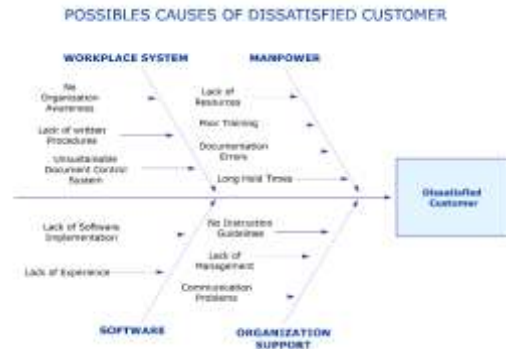 POSSIBLES CAUSES OF DISSATISFIED CUSTOMER
WORKPLACE SYSTEM
MANPOWER
No
Organisation
Awareness
Lack of written
Procedures
Unsustainable
Document Control
System
Lack of
Resources
Poor Training
Documentation
Errors
Long Hold Times
Dissatisfied
Customer
Lack of Software
Implementation
Lack of Experience
No Instruction
Guidelines
Lack of
Management
Communication
Problems
SOFTWARE
ORGANIZATION
SUPPORT